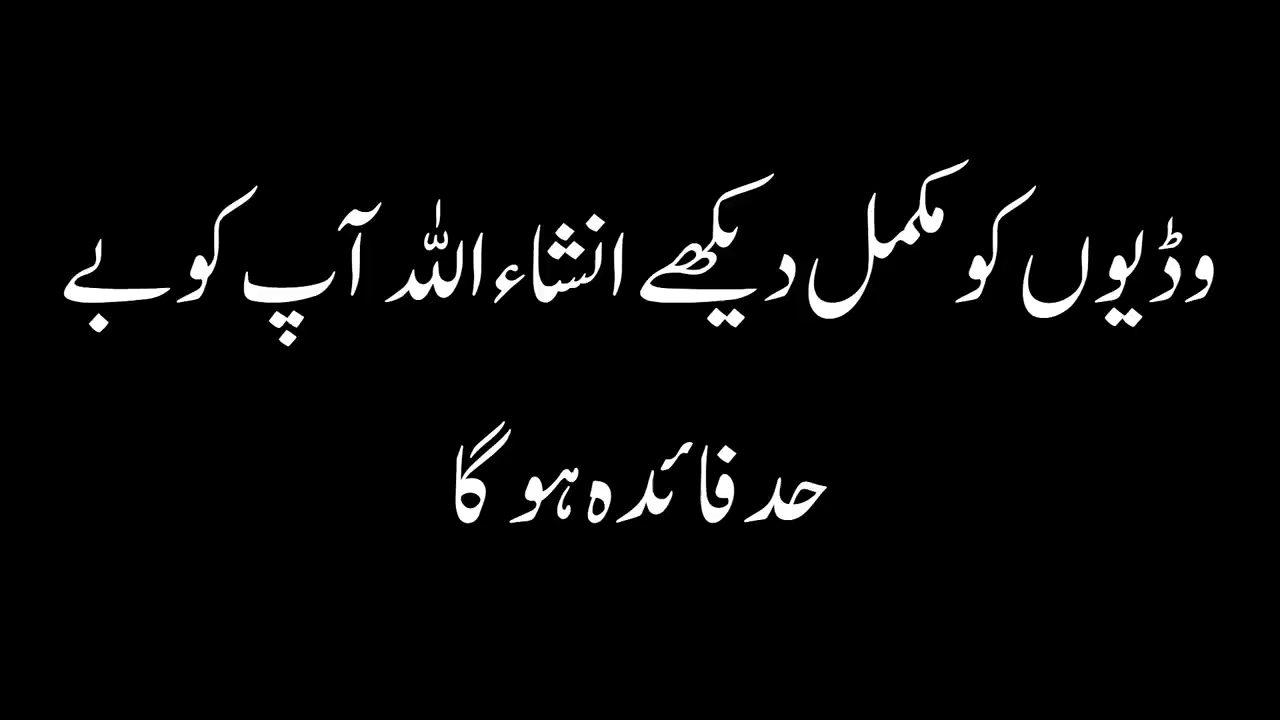 وڈیوں کو مکمل دیکھے انشاء اللہ آپ کو بے
حد فائدہ ہو گا